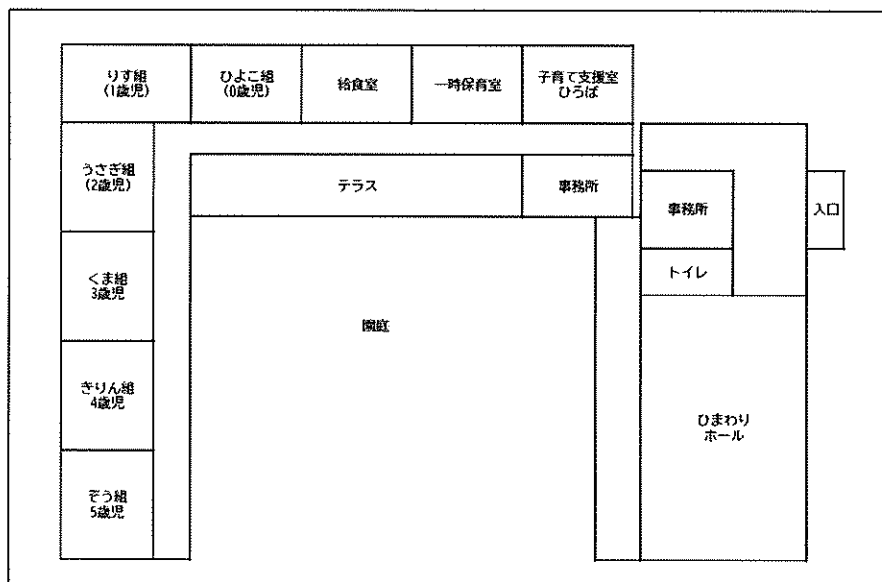 りす組
(1歳児)
ひよこ組
(0歳児)
給食室
一時保育室
子育て支援室
ひろば
うさぎ組
(2歳児)
テラス
事務所
事務所
入口
トイレ
くま組
3歳児
園庭
きりん組
4歳児
ひまわり
ホール
ぞう組
5歳児